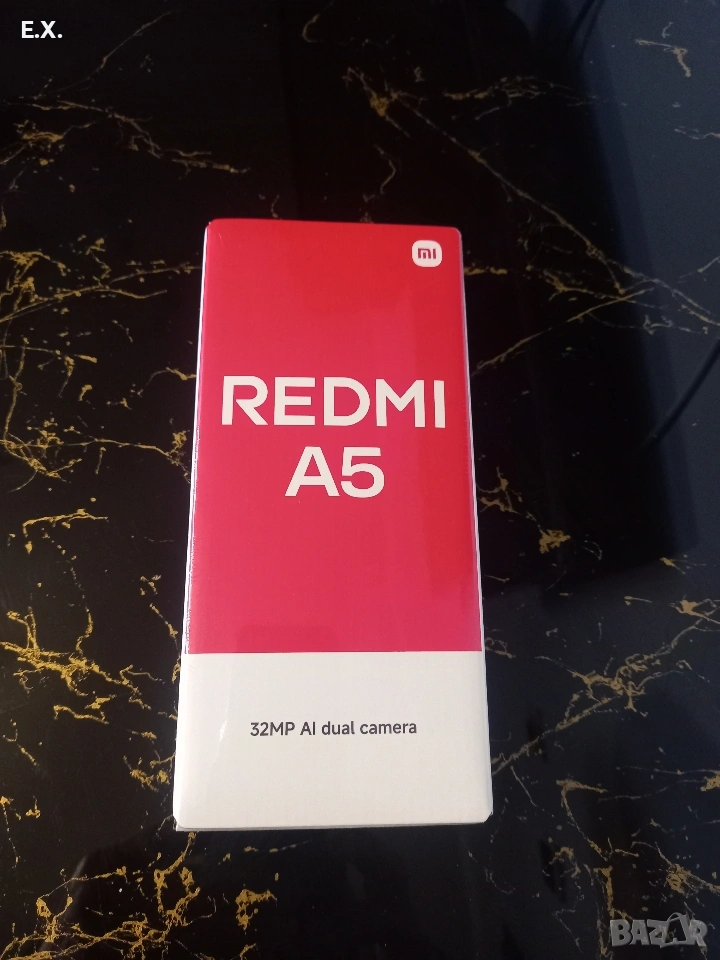 E.X.
mi
REDMI
A5
32MP AI dual camera
BAZAR